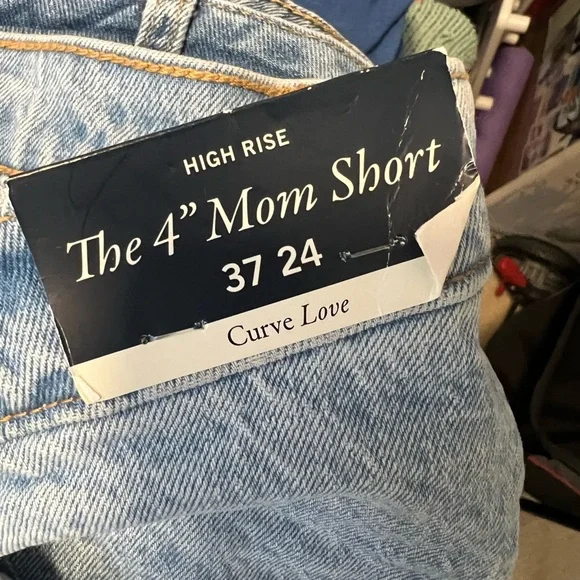 HIGH RISE
The 4” Mom Short
37 24
Curve Love